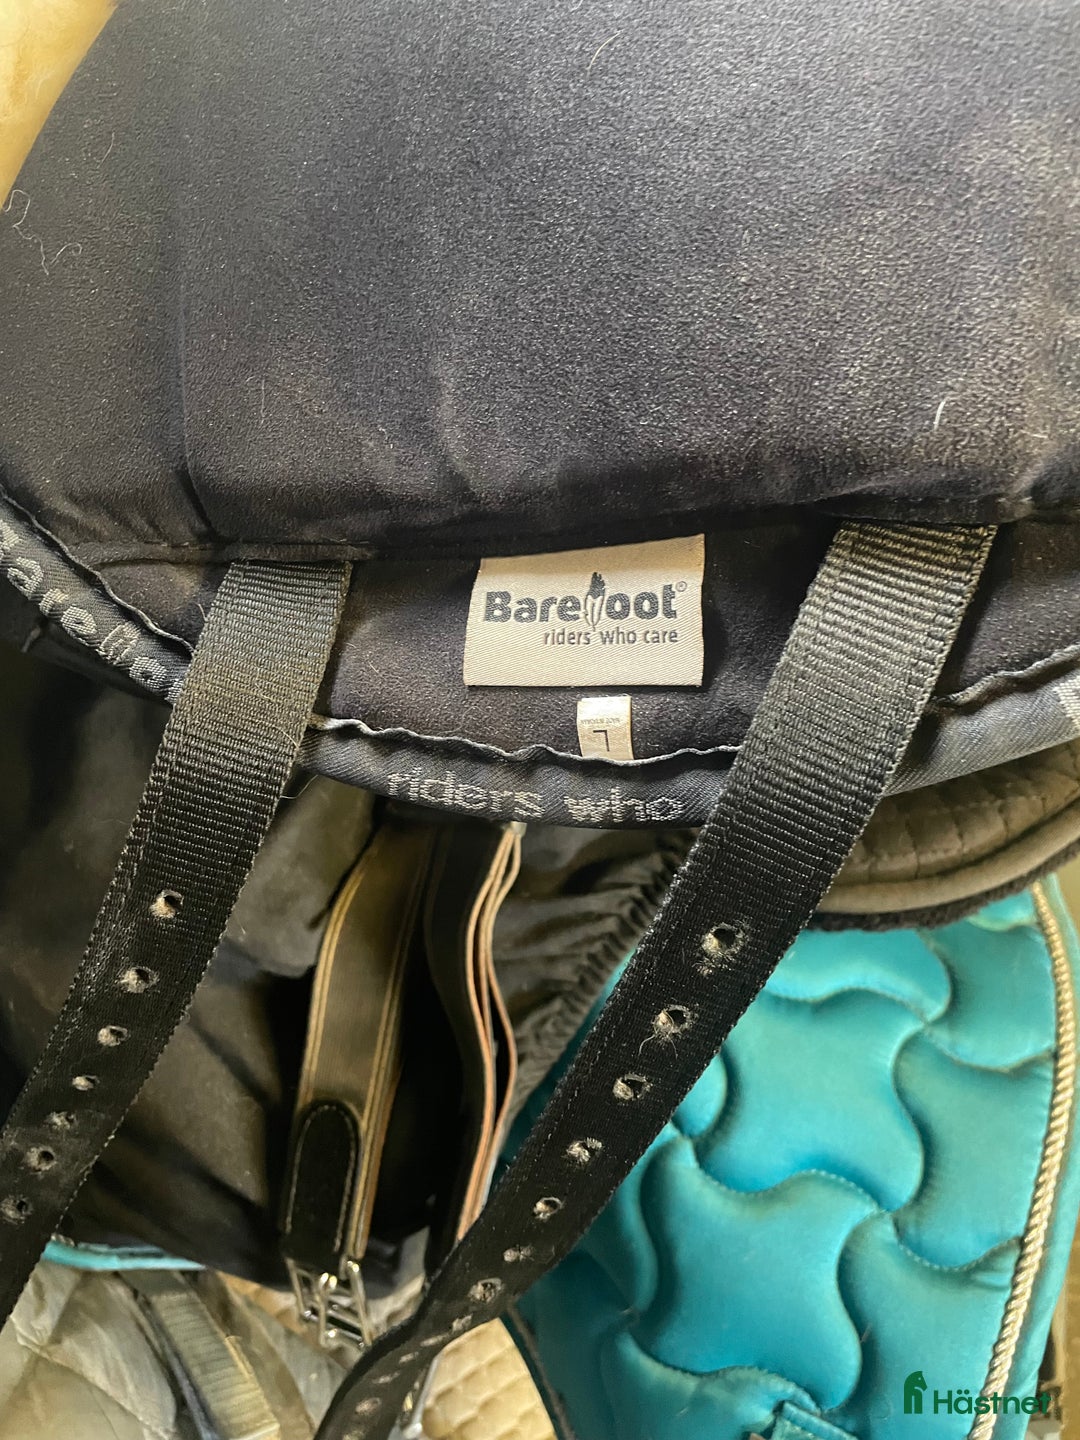 Barefoot®
riders who care
L
riders who
Hästnet